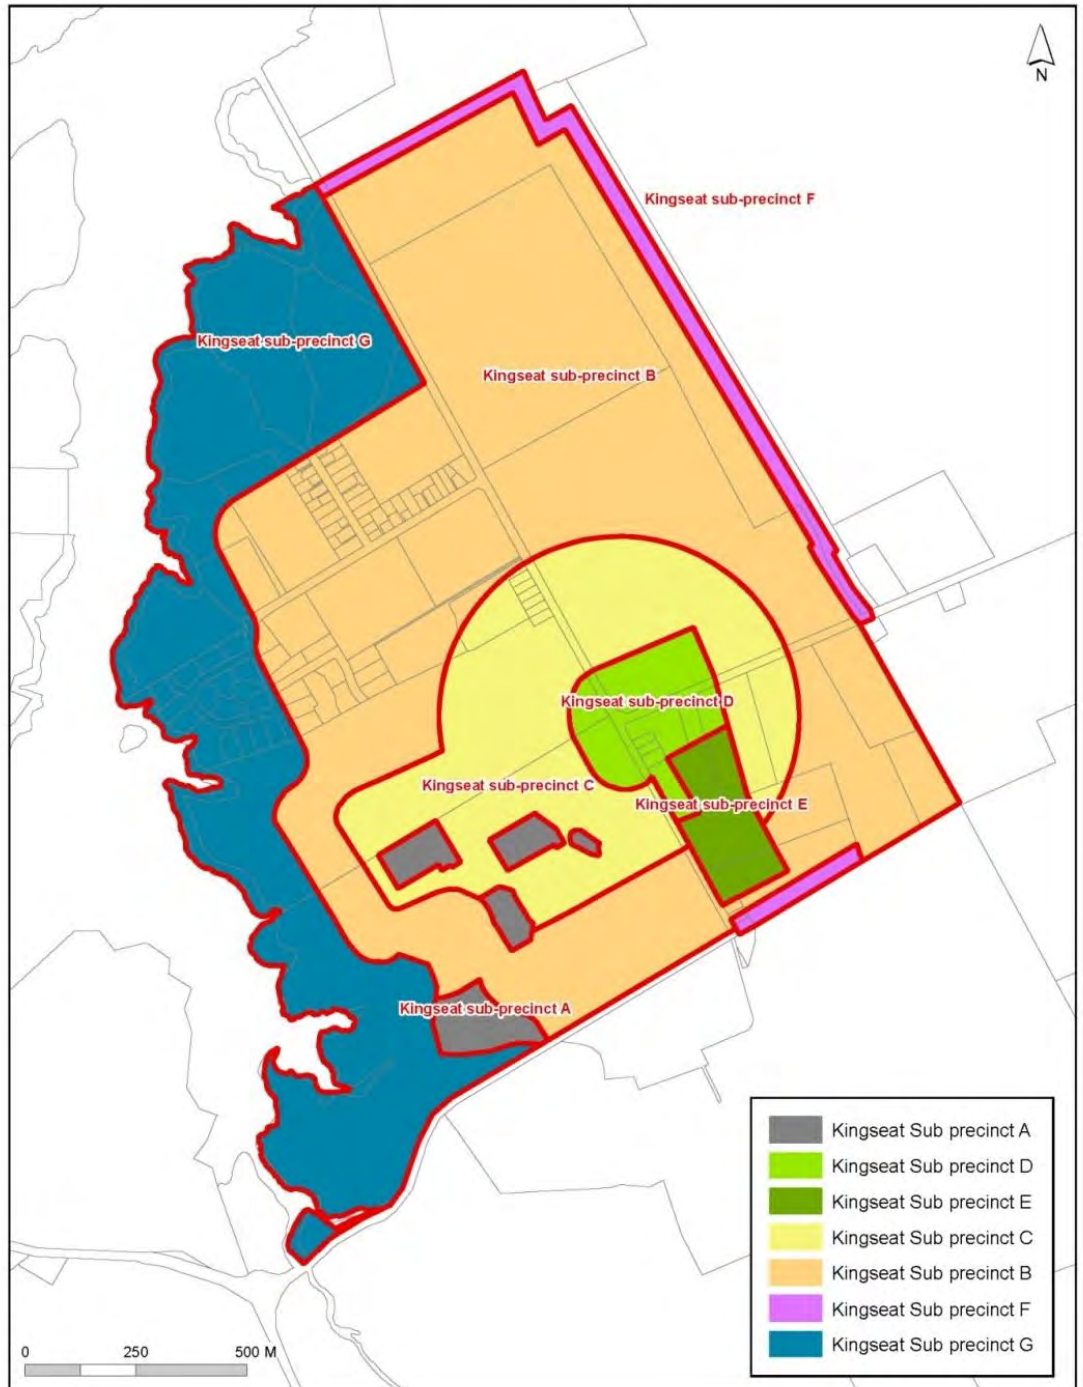 N
Kingseat sub-precinct F
Kingseat sub-precinct G
Kingseat sub-precinct B
Kingseat sub-precinct D
Kingseat sub-precinct C
Kingseat sub-precinct E
Kingseat sub-precinct A
Kingseat Sub precinct A
Kingseat Sub precinct D
Kingseat Sub precinct E
Kingseat Sub precinct C
Kingseat Sub precinct B
Kingseat Sub precinct F
Kingseat Sub precinct G
0 250 500 M